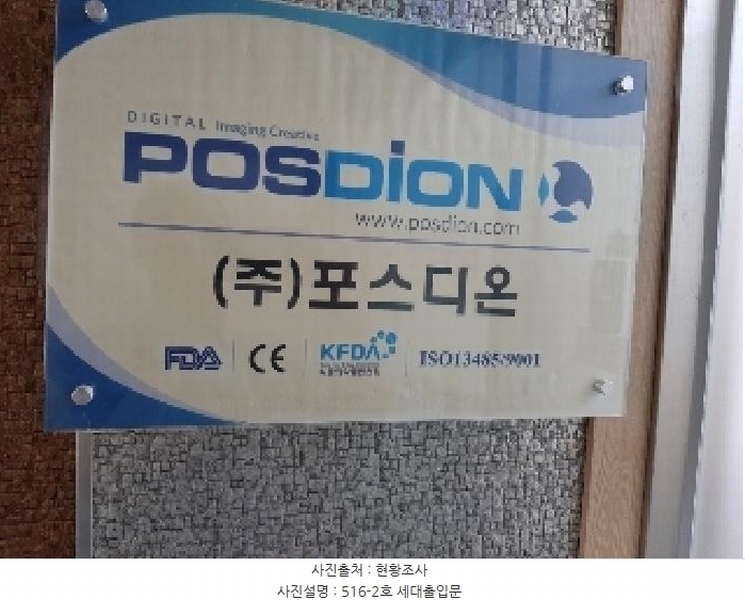 DIGITAL Imaging Creative
POSDION
www.posdion.com
(주)포스디온
FDA CE KFDA ISO13485/9001
사진출처 : 현황조사
사진설명 : 516-2호 세대출입문